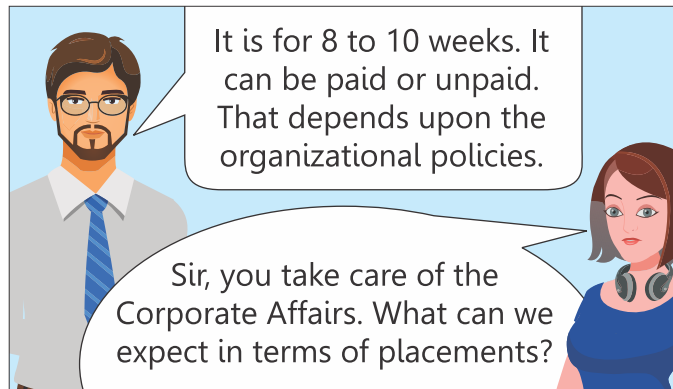 It is for 8 to 10 weeks. It
can be paid or unpaid.
That depends upon the
organizational policies.
Sir, you take care of the
Corporate Affairs. What can we
expect in terms of placements?